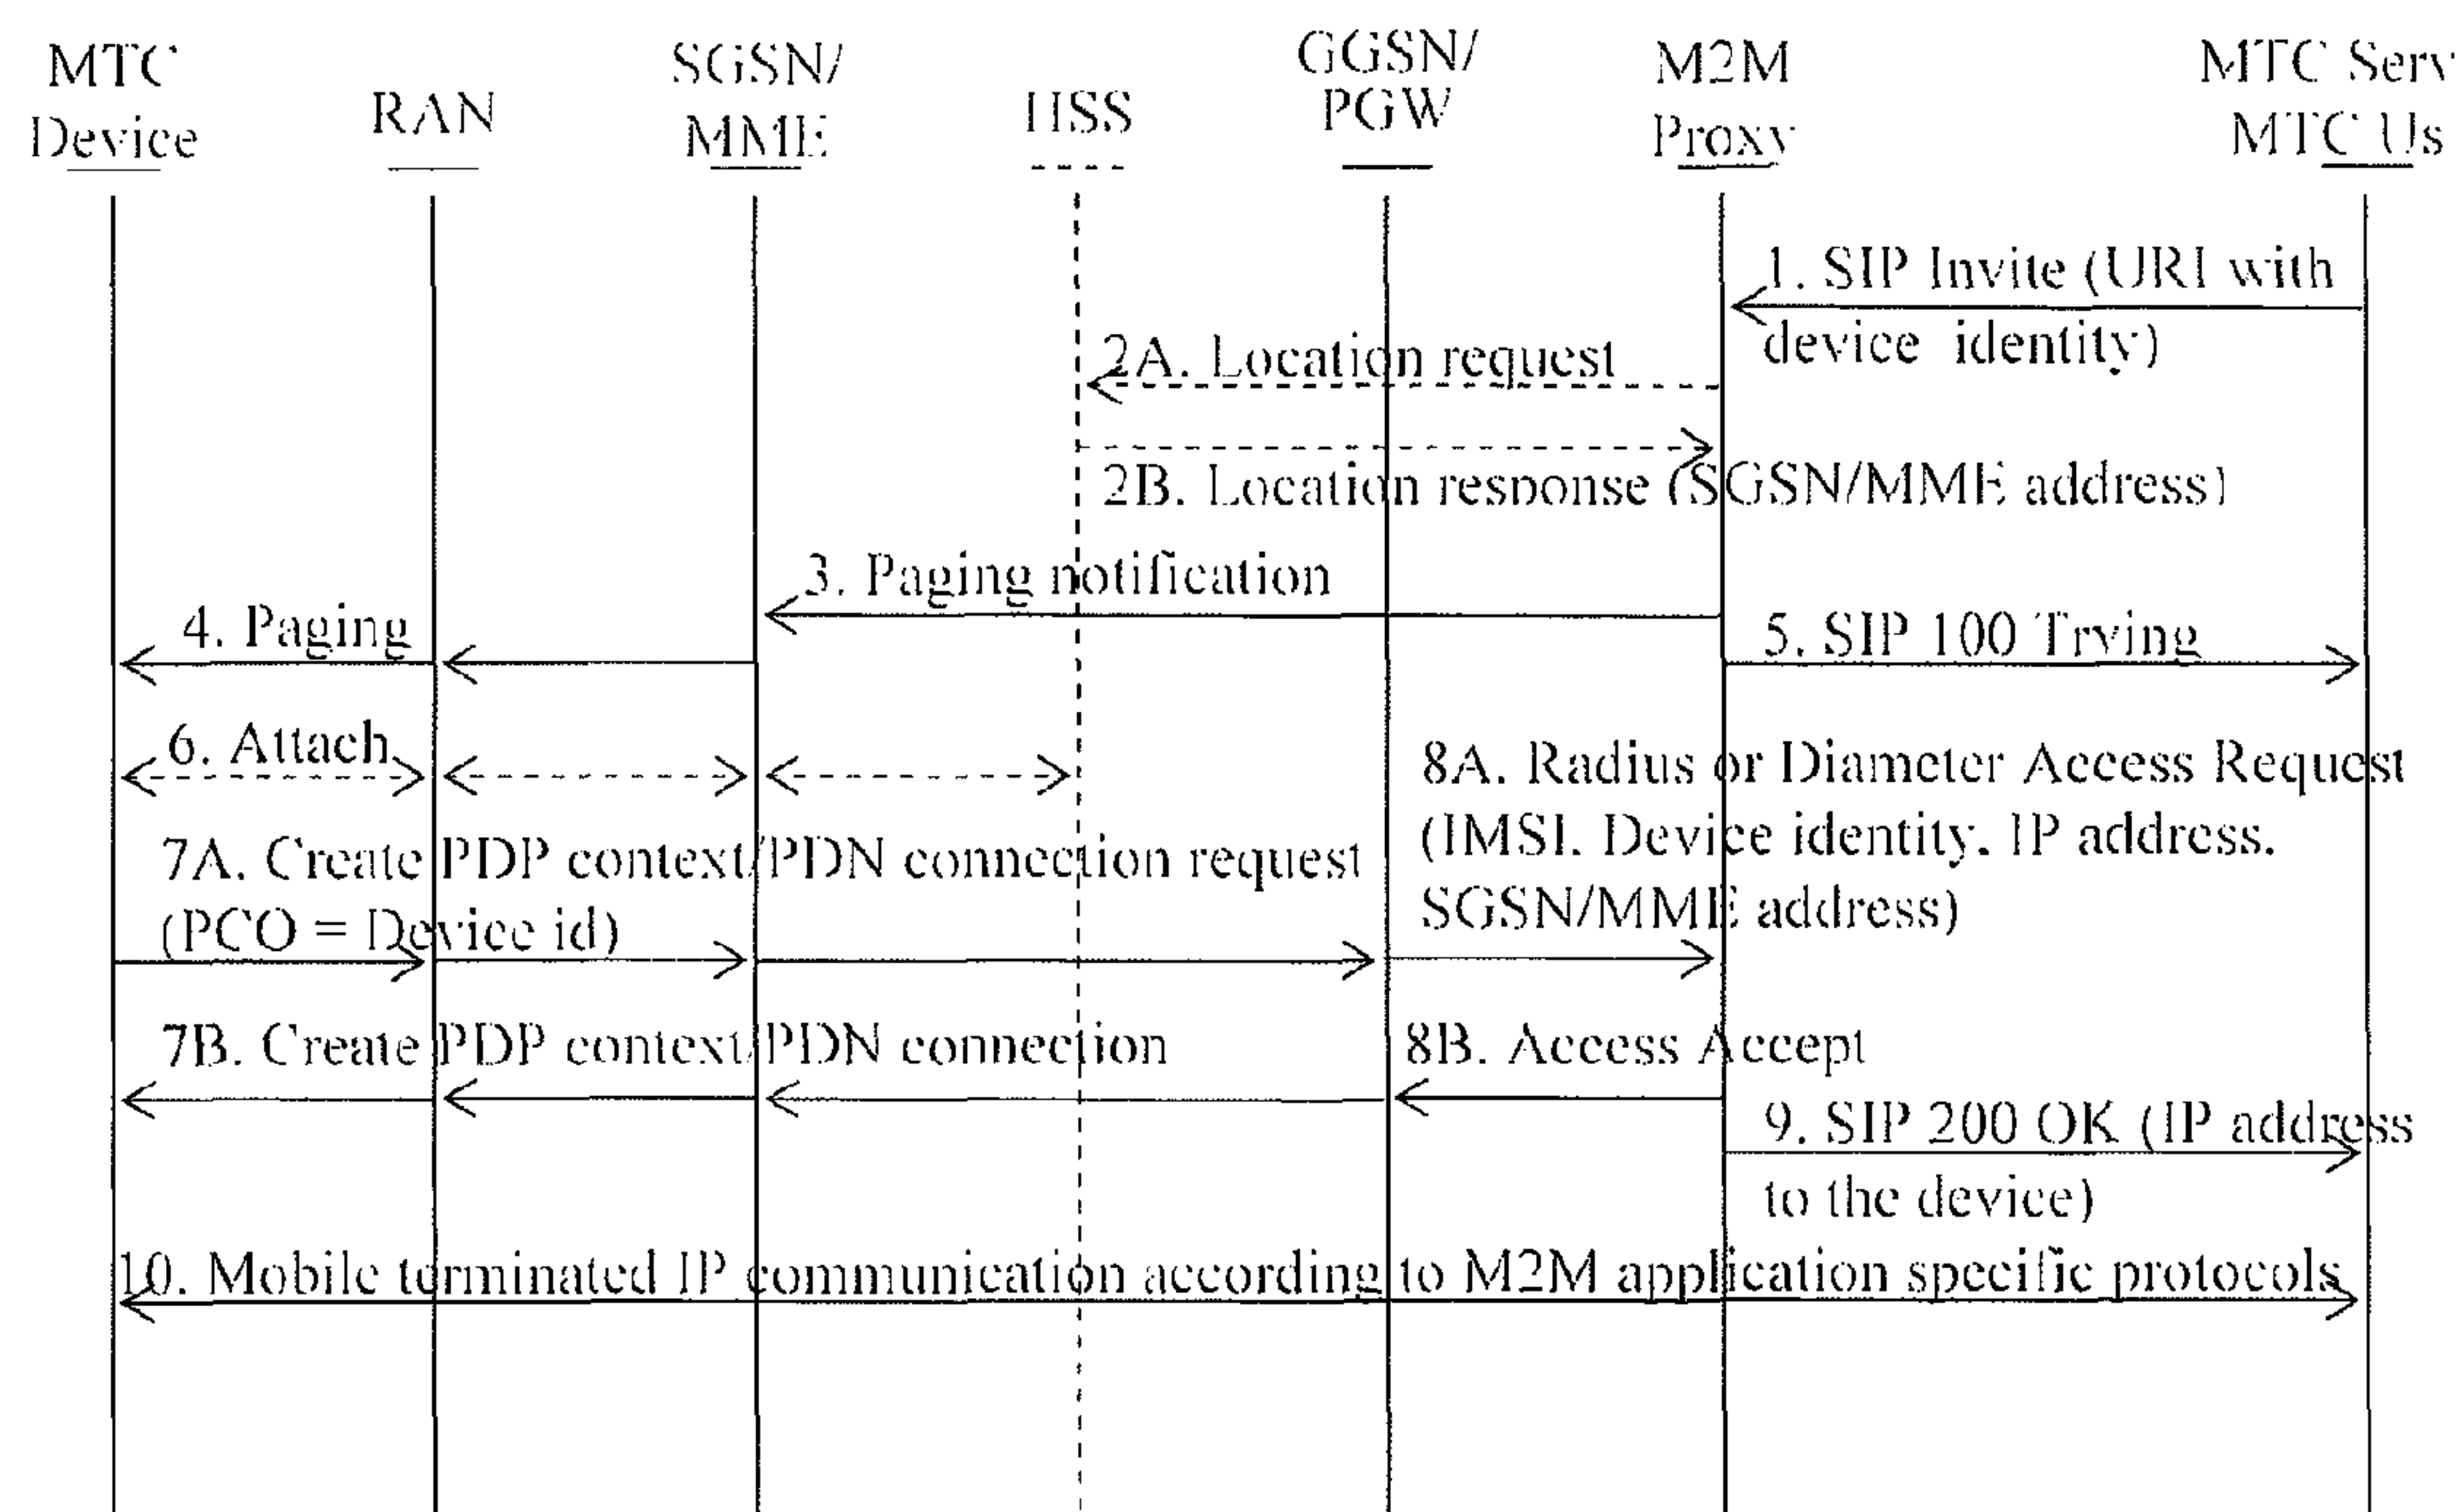 MTC
Device
RAN
SGSN/
MME
HSS
GGSN/
PGW
M2M
Proxy
MTC Serv
MTC Us
1. SIP Invite (URI with
device identity)
2A. Location request
2B. Location response (SGSN/MME address)
3. Paging notification
4. Paging
5. SIP 100 Trying
6. Attach
8A. Radius or Diameter Access Request
(IMSI, Device identity, IP address,
SGSN/MME address)
7A. Create PDP context/PDN connection request
(PCO = Device id)
7B. Create PDP context/PDN connection
8B. Access Accept
9. SIP 200 OK (IP address
to the device)
10. Mobile terminated IP communication according to M2M application specific protocols